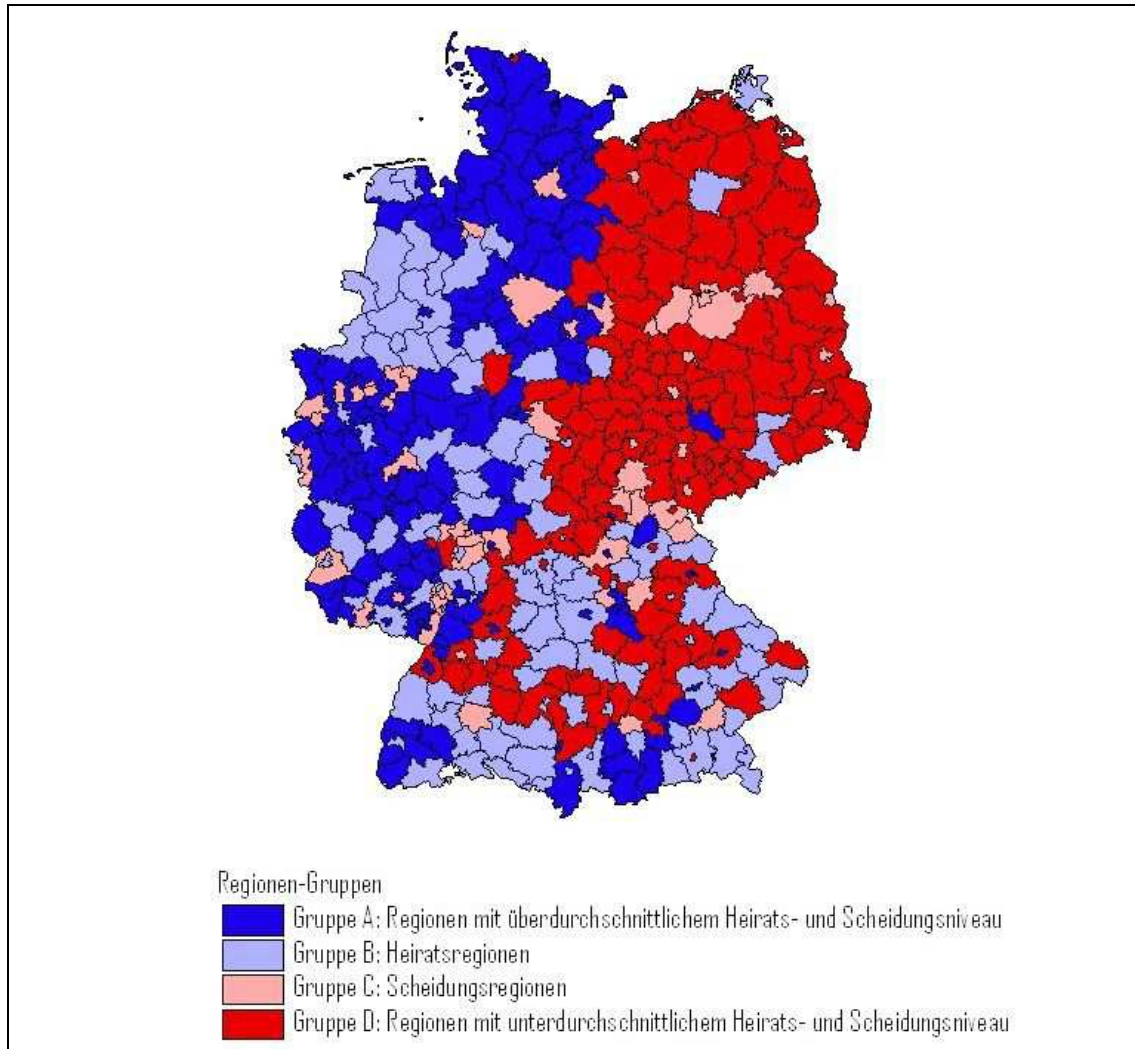 Regionen-Gruppen
Gruppe A: Regionen mit überdurchschnittlichem Heirats- und Scheidungsniveau
Gruppe B: Heiratsregionen
Gruppe C: Scheidungsregionen
Gruppe D: Regionen mit unterdurchschnittlichem Heirats- und Scheidungsniveau